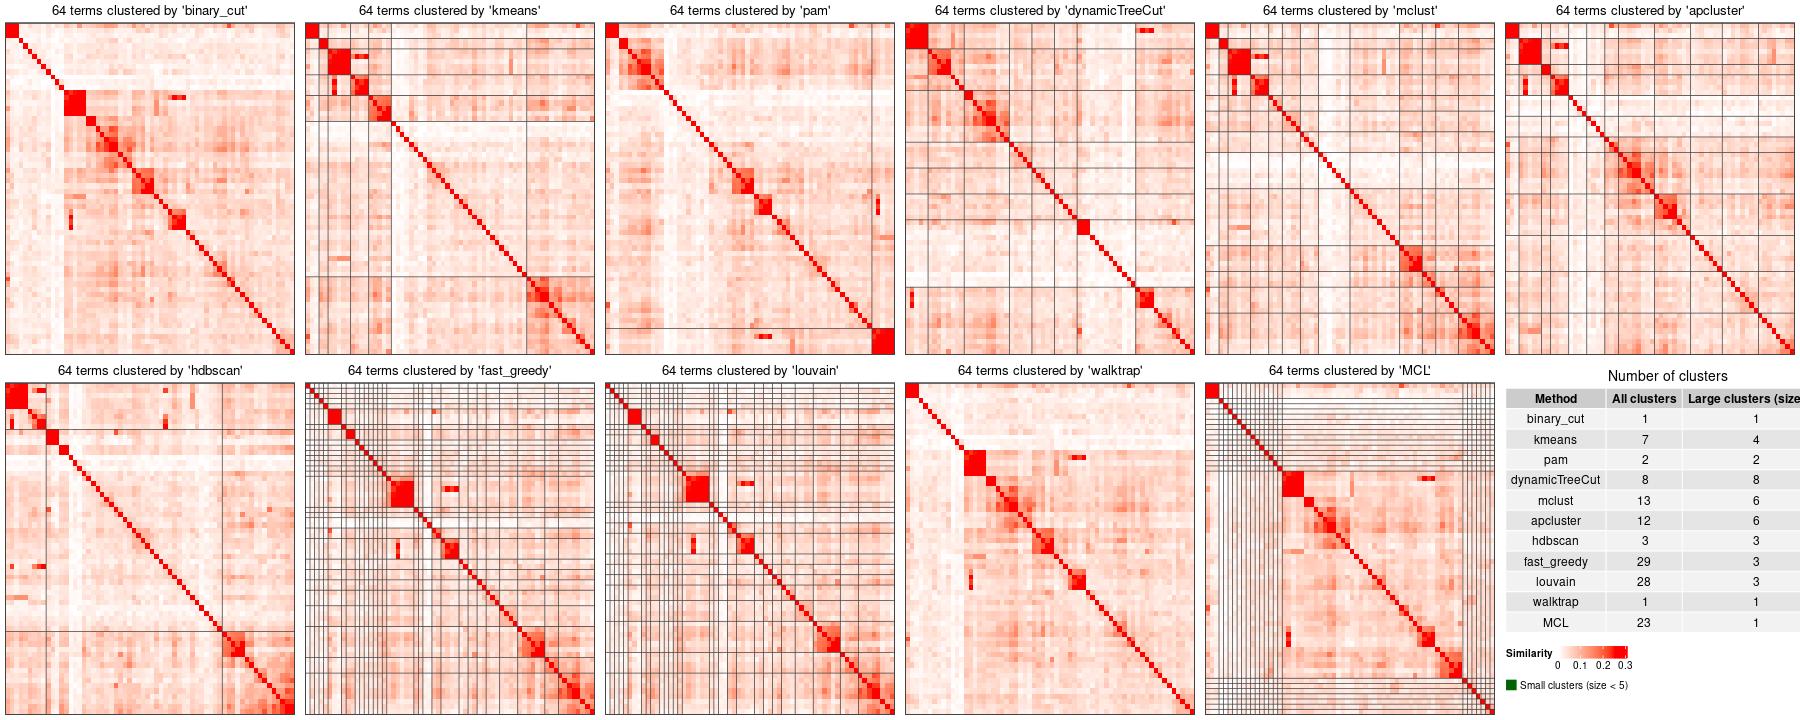 64 terms clustered by 'binary_cut'
64 terms clustered by 'kmeans'
64 terms clustered by 'pam'
64 terms clustered by 'dynamicTreeCut'
64 terms clustered by 'mclust'
64 terms clustered by 'apcluster'
64 terms clustered by 'hdbscan'
64 terms clustered by 'fast_greedy'
64 terms clustered by 'louvain'
64 terms clustered by 'walktrap'
64 terms clustered by 'MCL'
Number of clusters
Method All clusters Large clusters (size
binary_cut 1 1
kmeans 7 4
pam 2 2
dynamicTreeCut 8 8
mclust 13 6
apcluster 12 6
hdbscan 3 3
fast_greedy 29 3
louvain 28 3
walktrap 1 1
MCL 23 1
Similarity
0 0.1 0.2 0.3
Small clusters (size < 5)